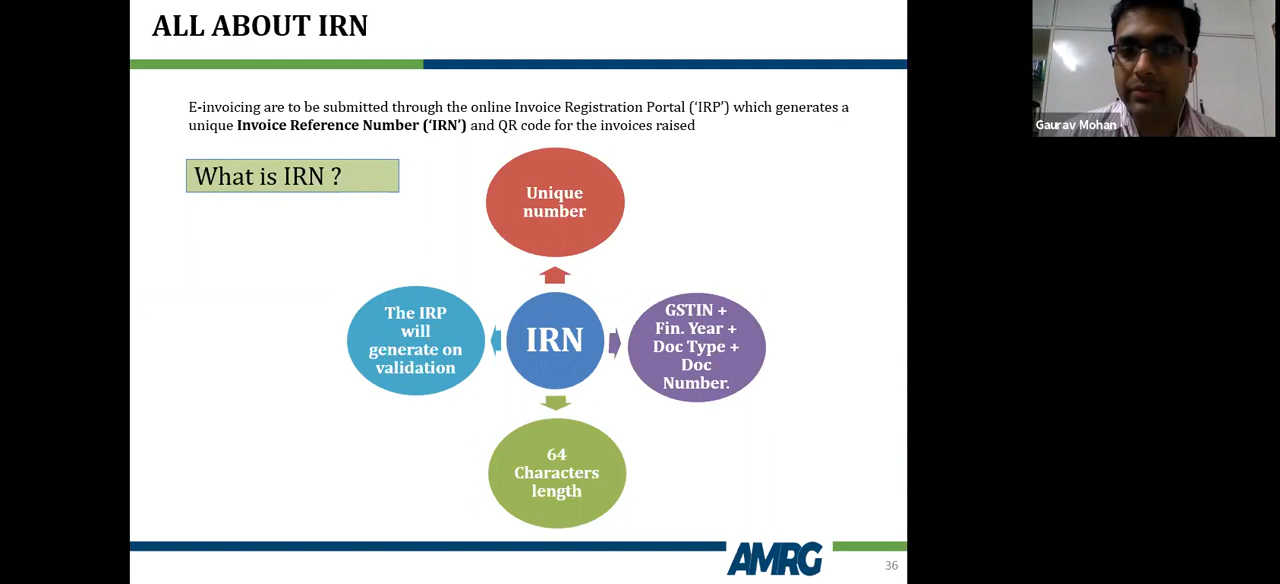 ALL ABOUT IRN
E-invoicing are to be submitted through the online Invoice Registration Portal (‘IRP’) which generates a
unique Invoice Reference Number (‘IRN’) and QR code for the invoices raised
What is IRN ?
Unique
number
The IRP
will
generate on
validation
IRN
GSTIN +
Fin. Year +
Doc Type +
Doc
Number.
64
Characters
length
AMRG
36
Gaurav Mohan